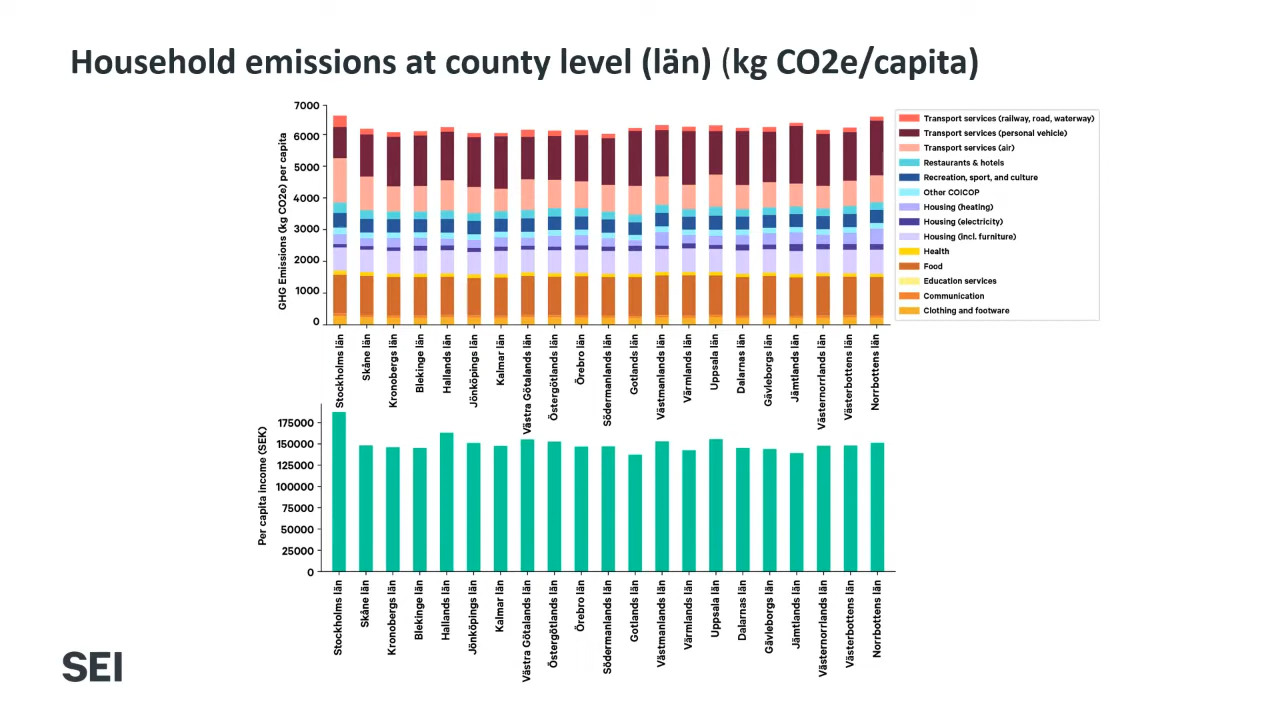 Household emissions at county level (län) (kg CO2e/capita)
GHG Emissions (kg CO2e) per capita
7000
6000
5000
4000
3000
2000
1000
0
Transport services (railway, road, waterway)
Transport services (personal vehicle)
Transport services (air)
Restaurants & hotels
Recreation, sport, and culture
Other COICOP
Housing (heating)
Housing (electricity)
Housing (incl. furniture)
Health
Food
Education services
Communication
Clothing and footware
Stockholms län
Skåne län
Kronobergs län
Blekinge län
Hallands län
Jönköpings län
Kalmar län
Västra Götalands län
Östergötlands län
Örebro län
Södermanlands län
Gotlands län
Västmanlands län
Värmlands län
Uppsala län
Dalarnas län
Gävleborgs län
Jämtlands län
Västernorrlands län
Västerbottens län
Norrbottens län
Per capita income (SEK)
175000
150000
125000
100000
75000
50000
25000
0
Stockholms län
Skåne län
Kronobergs län
Blekinge län
Hallands län
Jönköpings län
Kalmar län
Västra Götalands län
Östergötlands län
Örebro län
Södermanlands län
Gotlands län
Västmanlands län
Värmlands län
Uppsala län
Dalarnas län
Gävleborgs län
Jämtlands län
Västernorrlands län
Västerbottens län
Norrbottens län
SEI